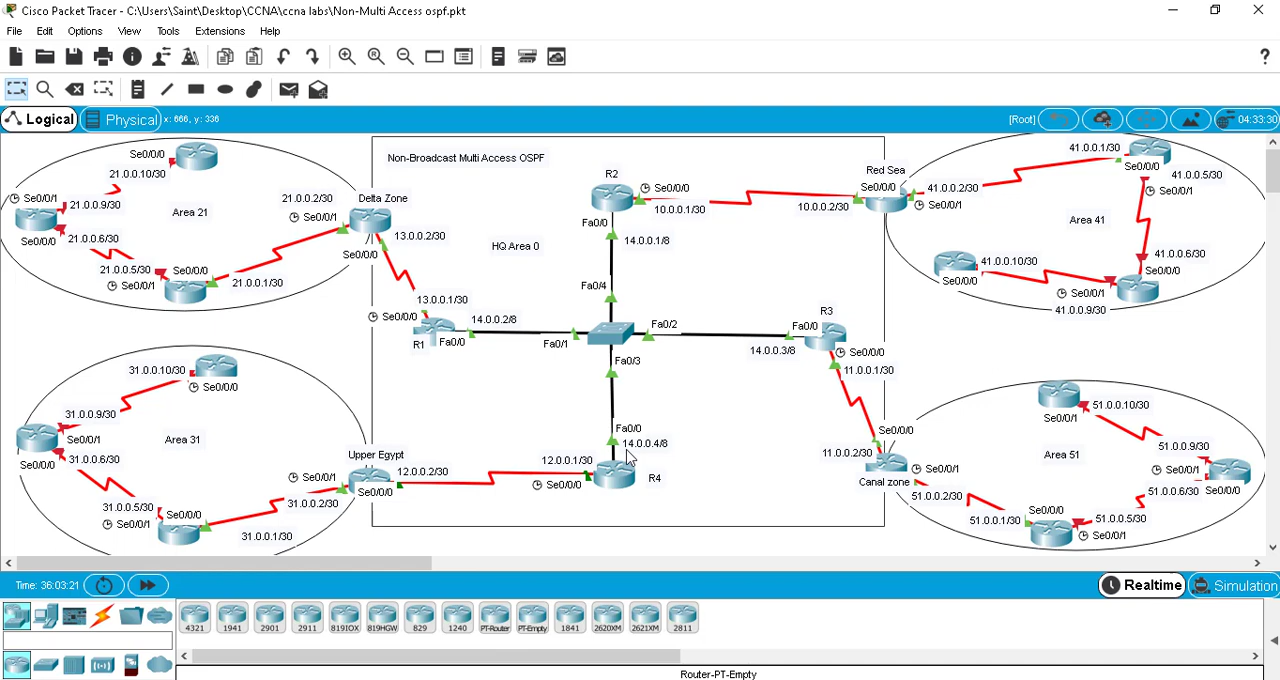 Cisco Packet Tracer - C:\Users\Saint\Desktop\CCNA\ccna labs\Non-Multi Access ospf.pkt
File Edit Options View Tools Extensions Help
Logical Physical x: 666, y: 336 [Root] 04:33:30
Non-Broadcast Multi Access OSPF
HQ Area 0
Se0/0/0
21.0.0.10/30
Se0/0/1
21.0.0.9/30
Area 21
Se0/0/0
21.0.0.6/30
21.0.0.5/30
Se0/0/0
Se0/0/1
21.0.0.1/30
21.0.0.2/30
Se0/0/1
Delta Zone
13.0.0.2/30
Se0/0/0
13.0.0.1/30
Se0/0/0
R1
Fa0/0
14.0.0.2/8
Fa0/1
R2
Se0/0/0
10.0.0.1/30
Fa0/0
14.0.0.1/8
Fa0/4
Fa0/2
Fa0/3
10.0.0.2/30
Red Sea
Se0/0/0
41.0.0.2/30
Se0/0/1
41.0.0.1/30
Se0/0/0
41.0.0.5/30
Se0/0/1
Area 41
41.0.0.6/30
Se0/0/0
41.0.0.10/30
Se0/0/0
Se0/0/1
41.0.0.9/30
R3
Fa0/0
14.0.0.3/8
Se0/0/0
11.0.0.1/30
Se0/0/0
11.0.0.2/30
Se0/0/1
Canal zone
51.0.0.2/30
51.0.0.1/30
Se0/0/0
51.0.0.5/30
Se0/0/1
Area 51
51.0.0.10/30
Se0/0/1
51.0.0.9/30
Se0/0/1
51.0.0.6/30
Se0/0/0
Fa0/0
14.0.0.4/8
R4
12.0.0.1/30
Se0/0/0
12.0.0.2/30
Upper Egypt
Se0/0/0
Se0/0/1
31.0.0.2/30
31.0.0.1/30
Area 31
31.0.0.10/30
Se0/0/0
31.0.0.9/30
Se0/0/1
Se0/0/0
31.0.0.6/30
31.0.0.5/30
Se0/0/0
Se0/0/1
Time: 36:03:21 Realtime Simulation
4321 1941 2901 2911 819IOX 819HGW 829 1240 PT-Router PT-Empty 1841 2620XM 2621XM 2811
Router-PT-Empty